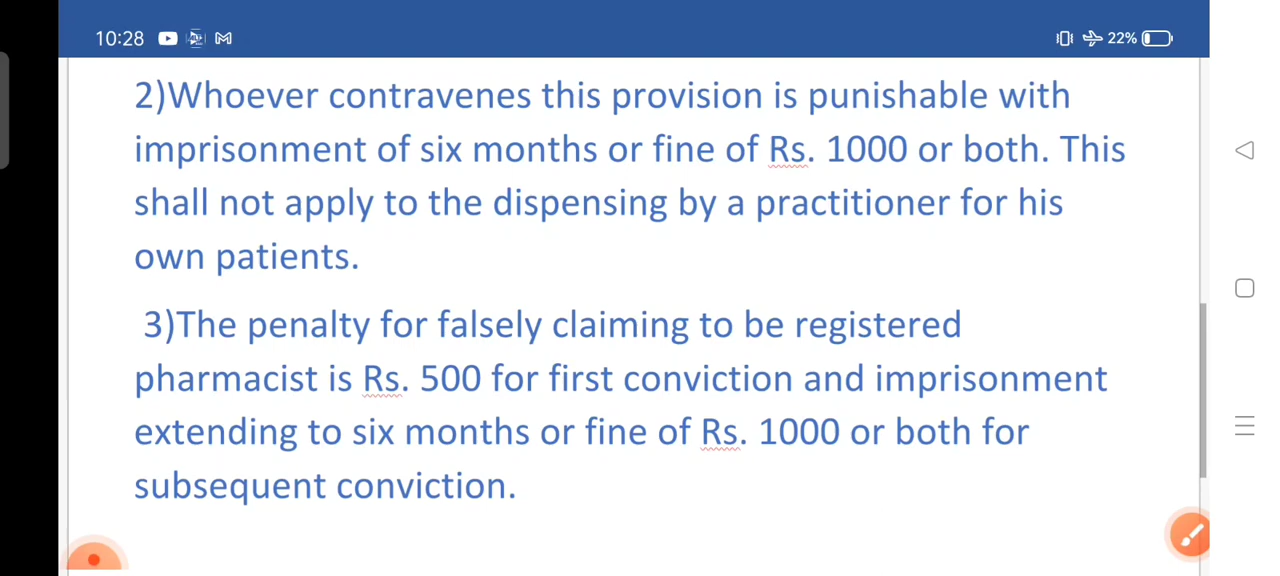 10:28
22%
2)Whoever contravenes this provision is punishable with
imprisonment of six months or fine of Rs. 1000 or both. This
shall not apply to the dispensing by a practitioner for his
own patients.
3)The penalty for falsely claiming to be registered
pharmacist is Rs. 500 for first conviction and imprisonment
extending to six months or fine of Rs. 1000 or both for
subsequent conviction.